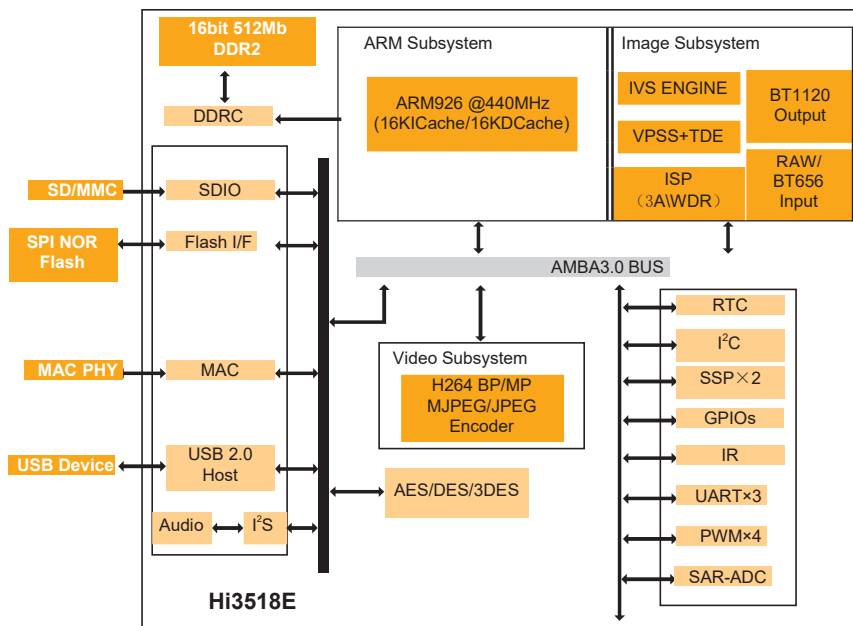 16bit 512Mb
DDR2
DDRC
ARM Subsystem
ARM926 @440MHz
(16KICache/16KDCache)
Image Subsystem
IVS ENGINE
VPSS+TDE
ISP
（3A\WDR）
BT1120
Output
RAW/
BT656
Input
SD/MMC
SDIO
SPI NOR
Flash
Flash I/F
MAC PHY
MAC
USB Device
USB 2.0
Host
Audio
I²S
AMBA3.0 BUS
Video Subsystem
H264 BP/MP
MJPEG/JPEG
Encoder
AES/DES/3DES
RTC
I²C
SSP×2
GPIOs
IR
UART×3
PWM×4
SAR-ADC
Hi3518E